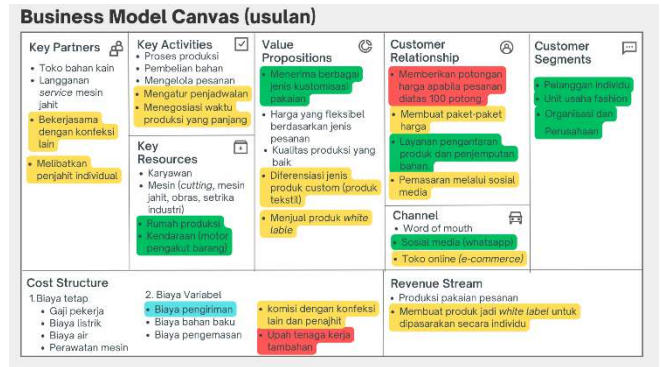 Business Model Canvas (usulan)
Key Partners
• Toko bahan kain
• Langganan
service mesin
jahit
• Bekerjasama
dengan konfeksi
lain
• Melibatkan
penjahit individual
Key Activities
• Proses produksi
• Pembelian bahan
• Mengelola pesanan
• Mengatur penjadwalan
• Menegosiasi waktu
produksi yang panjang
Key
Resources
• Karyawan
• Mesin (cutting, mesin
jahit, obras, setrika
industri)
• Rumah produksi
• Kendaraan (motor
pengakut barang)
Value
Propositions
• Menerima berbagai
jenis kustomisasi
pakaian
• Harga yang fleksibel
berdasarkan jenis
pesanan
• Kualitas produksi yang
baik
• Diferensiasi jenis
produk custom (produk
tekstil)
• Menjual produk white
lable
Customer
Relationship
• Memberikan potongan
harga apabila pesanan
diatas 100 potong.
• Membuat paket-paket
harga
• Layanan pengantaran
produk dan penjemputan
bahan.
• Pemasaran melalui sosial
media
Channel
• Word of mouth
• Sosial media (whatsapp)
• Toko online (e-commerce)
Customer
Segments
• Pelanggan individu
• Unit usaha fashion
• Organisasi dan
Perusahaan
Cost Structure
1.Biaya tetap
• Gaji pekerja
• Biaya listrik
• Biaya air
• Perawatan mesin
2. Biaya Variabel
• Biaya pengiriman
• Biaya bahan baku
• Biaya pengemasan
• komisi dengan konfeksi
lain dan penajhit
• Upah tenaga kerja
tambahan
Revenue Stream
• Produksi pakaian pesanan
• Membuat produk jadi white label untuk
dipasarakan secara individu